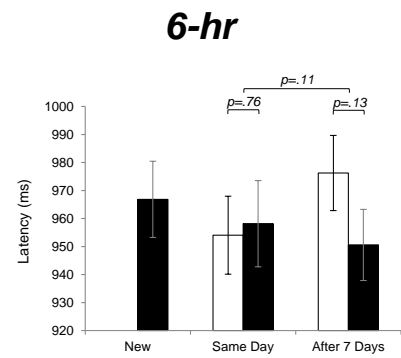 6-hr
p=.11
p=.76
p=.13
Latency (ms)
1000
990
980
970
960
950
940
930
920
New
Same Day
After 7 Days